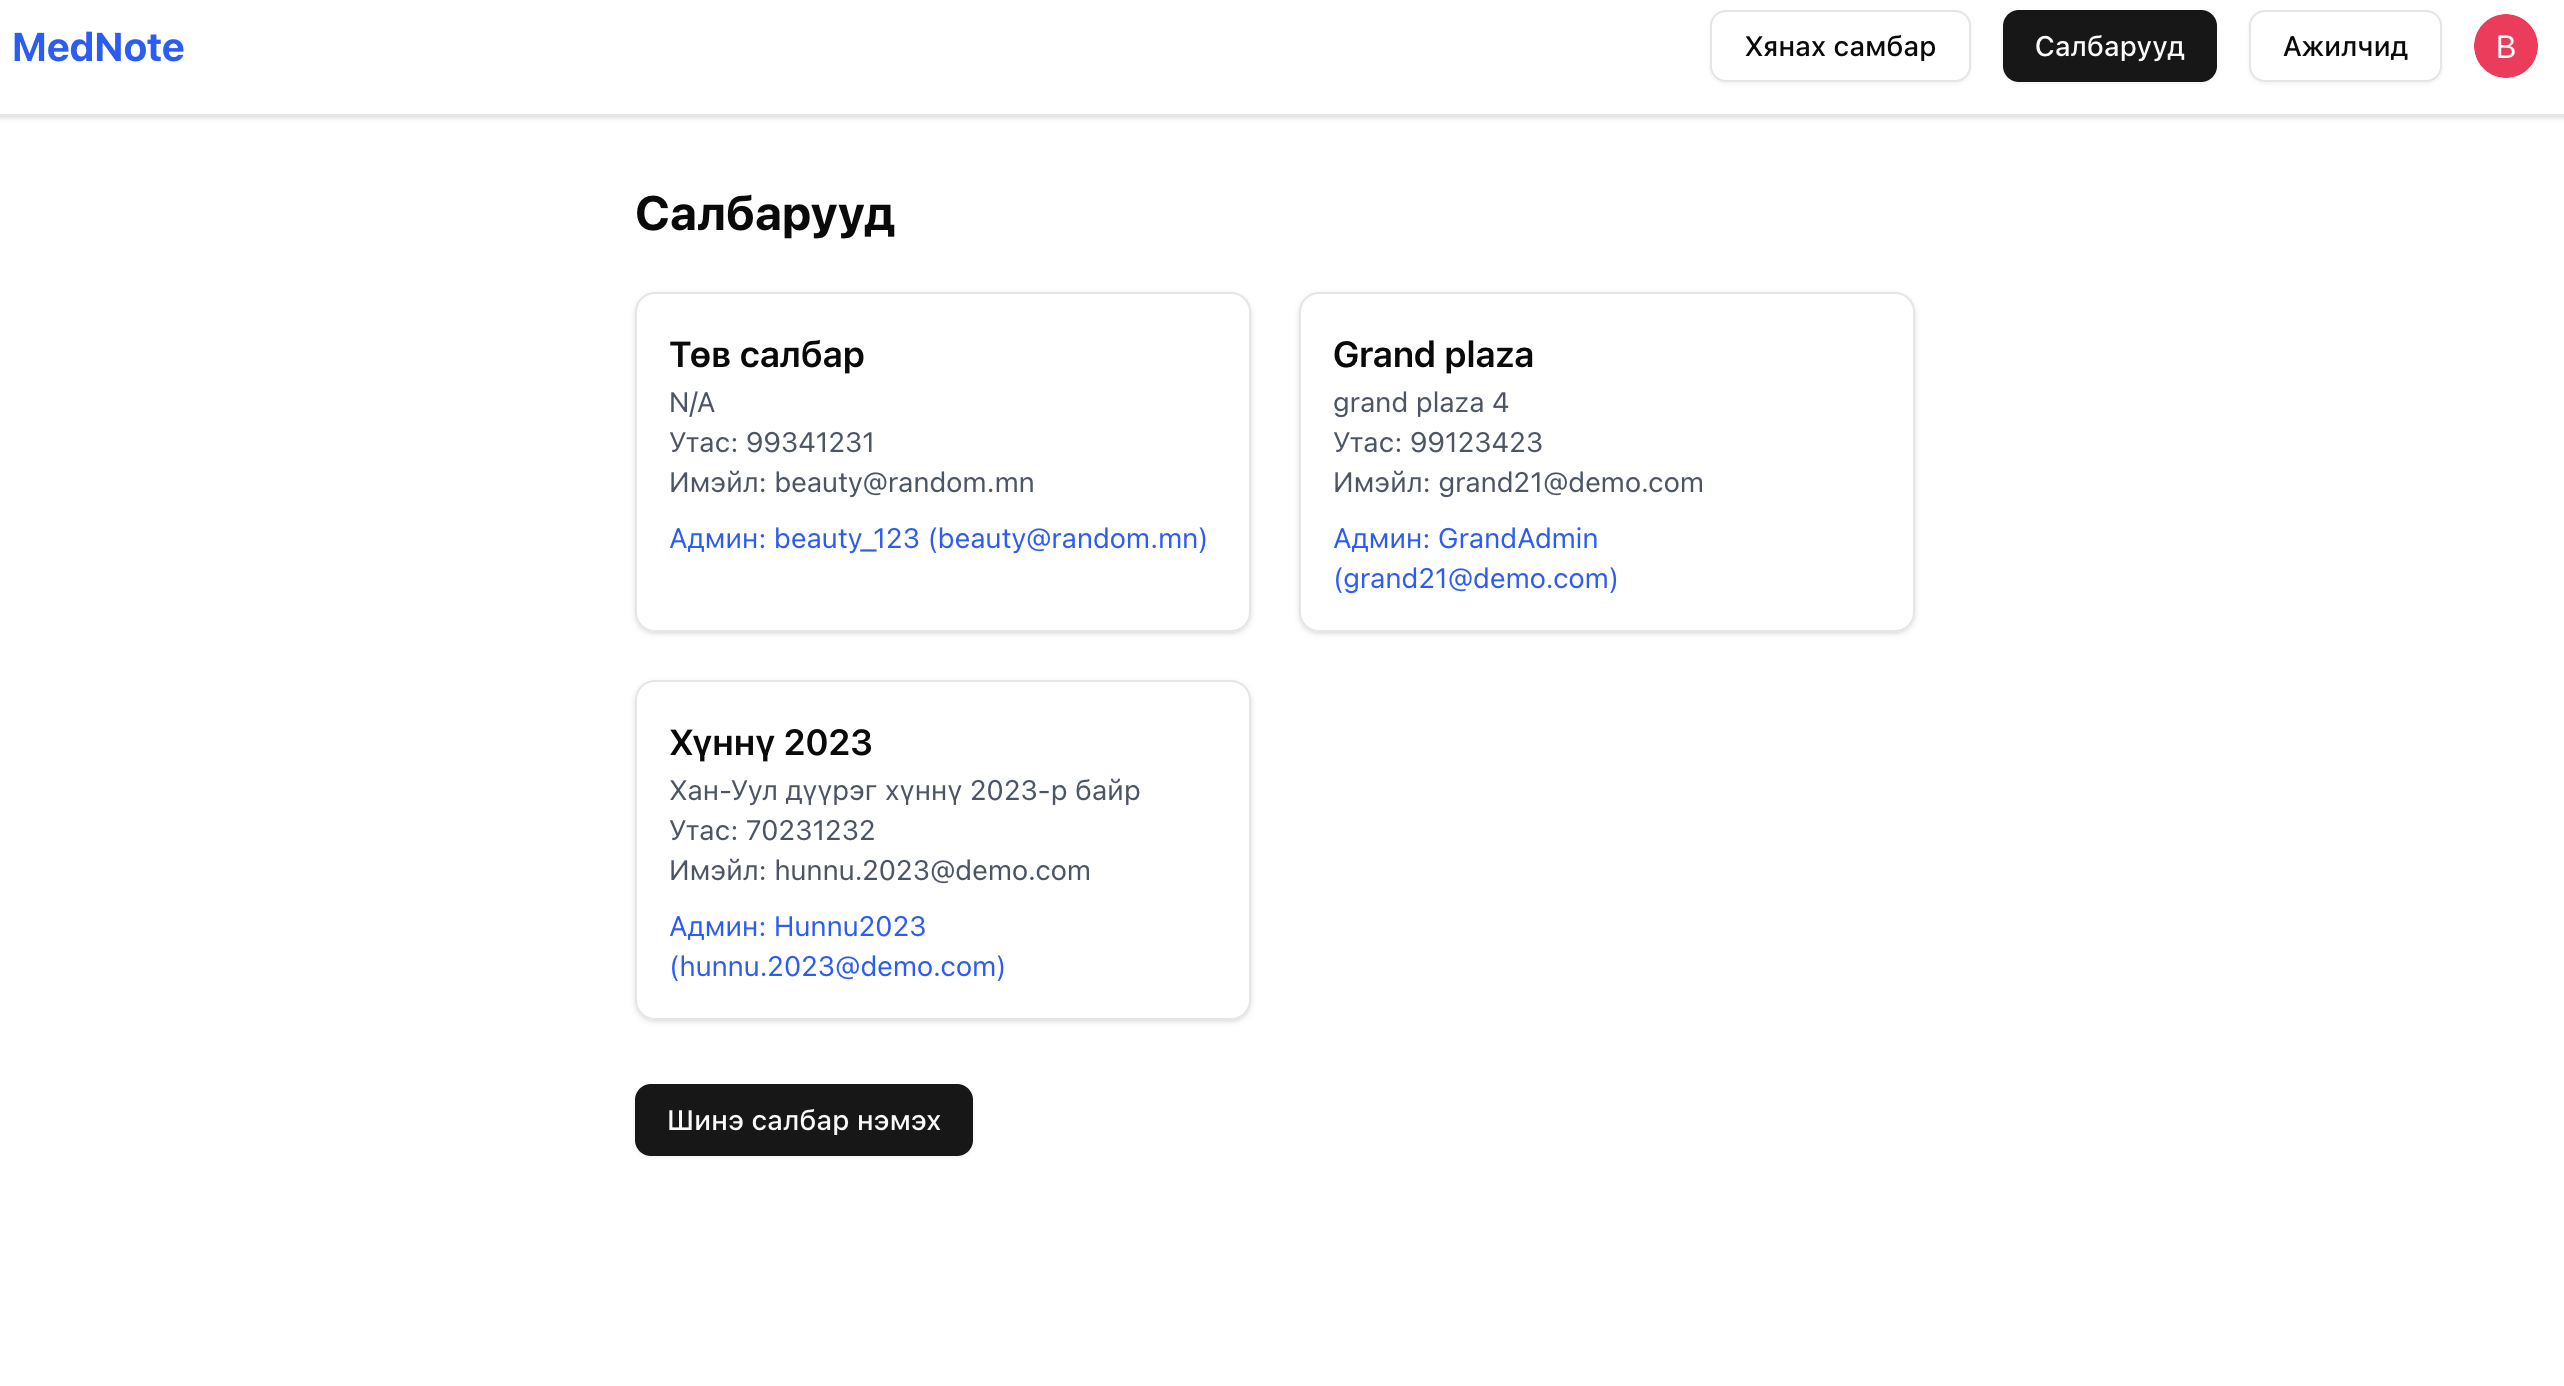 MedNote
Хянах самбар
Салбарууд
Ажилчид
B
Салбарууд
Төв салбар
N/A
Утас: 99341231
Имэйл: beauty@random.mn
Админ: beauty_123 (beauty@random.mn)
Grand plaza
grand plaza 4
Утас: 99123423
Имэйл: grand21@demo.com
Админ: GrandAdmin
(grand21@demo.com)
Хүннү 2023
Хан-Уул дүүрэг хүннү 2023-р байр
Утас: 70231232
Имэйл: hunnu.2023@demo.com
Админ: Hunnu2023
(hunnu.2023@demo.com)
Шинэ салбар нэмэх